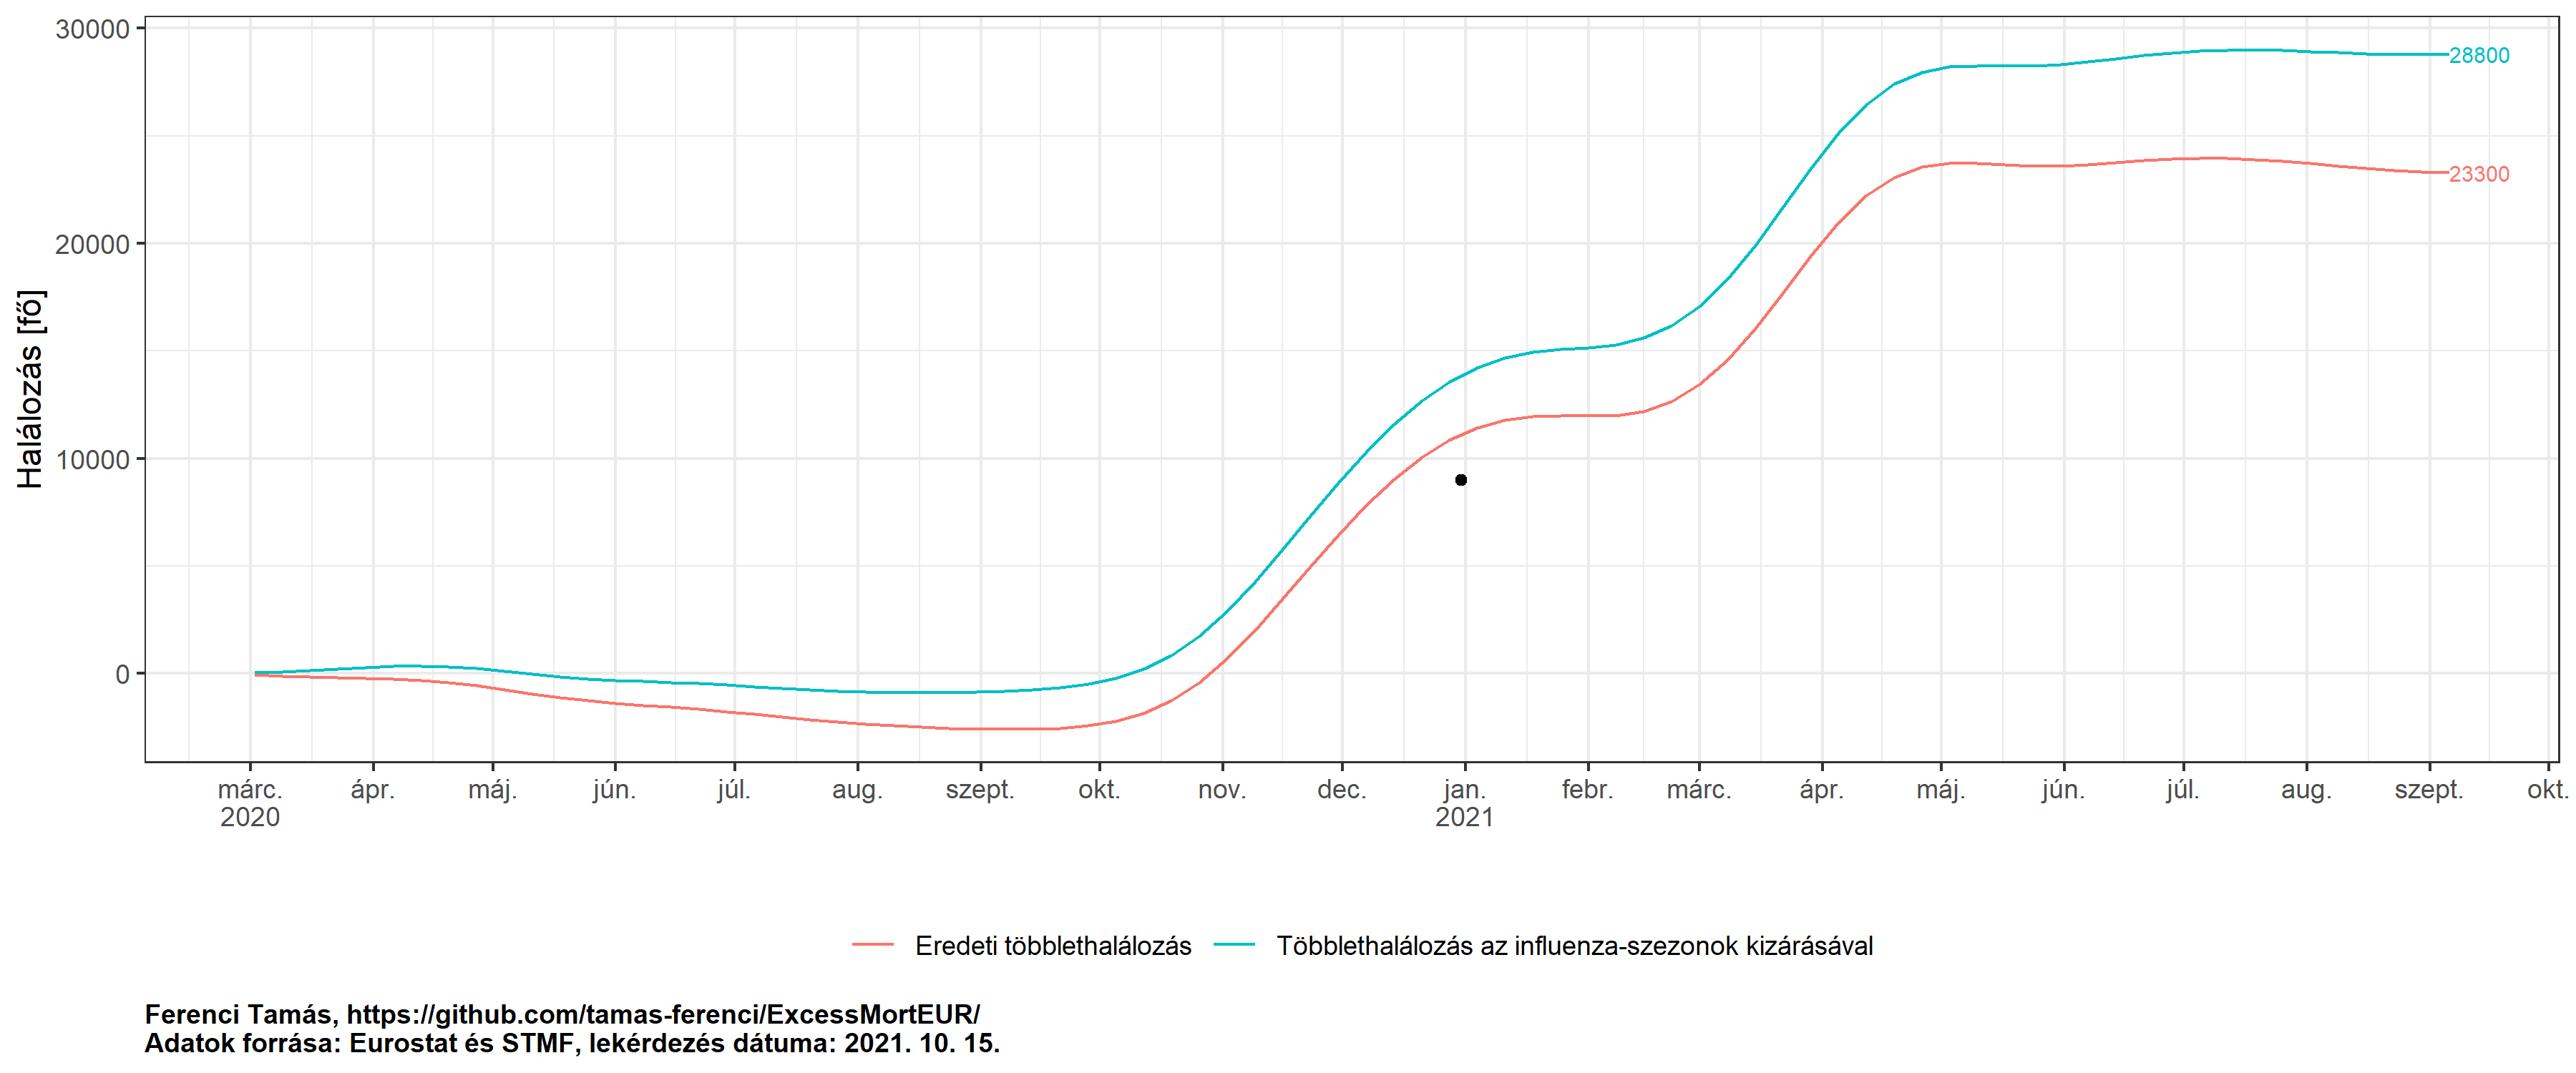 Halálozás [fő]
30000
20000
10000
0
28800
23300
márc. ápr. máj. jún. júl. aug. szept. okt. nov. dec. jan. febr. márc. ápr. máj. jún. júl. aug. szept. okt.
2020 2021
Eredeti többlethalálozás Többlethalálozás az influenza-szezonok kizárásával
Ferenci Tamás, https://github.com/tamas-ferenci/ExcessMortEUR/
Adatok forrása: Eurostat és STMF, lekérdezés dátuma: 2021. 10. 15.